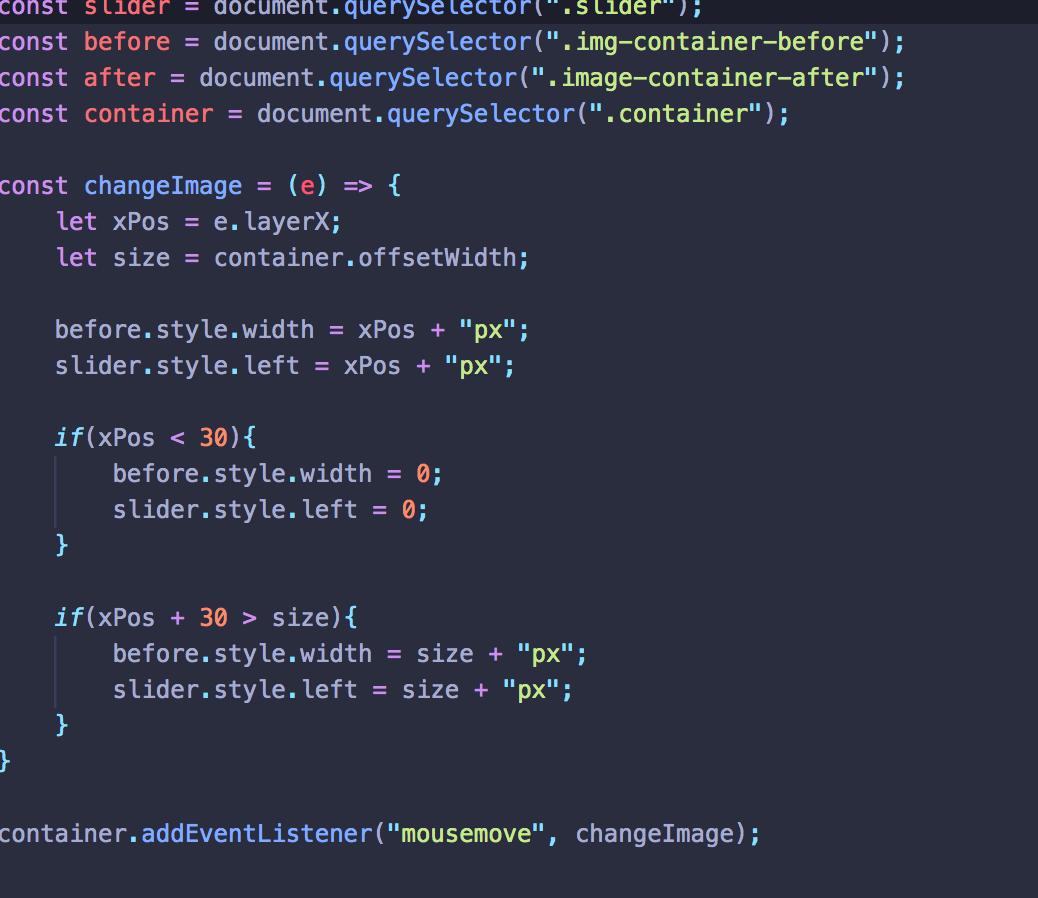 const slider = document.querySelector(".slider");
const before = document.querySelector(".img-container-before");
const after = document.querySelector(".image-container-after");
const container = document.querySelector(".container");
const changeImage = (e) => {
let xPos = e.layerX;
let size = container.offsetWidth;
before.style.width = xPos + "px";
slider.style.left = xPos + "px";
if(xPos < 30){
before.style.width = 0;
slider.style.left = 0;
}
if(xPos + 30 > size){
before.style.width = size + "px";
slider.style.left = size + "px";
}
}
container.addEventListener("mousemove", changeImage);